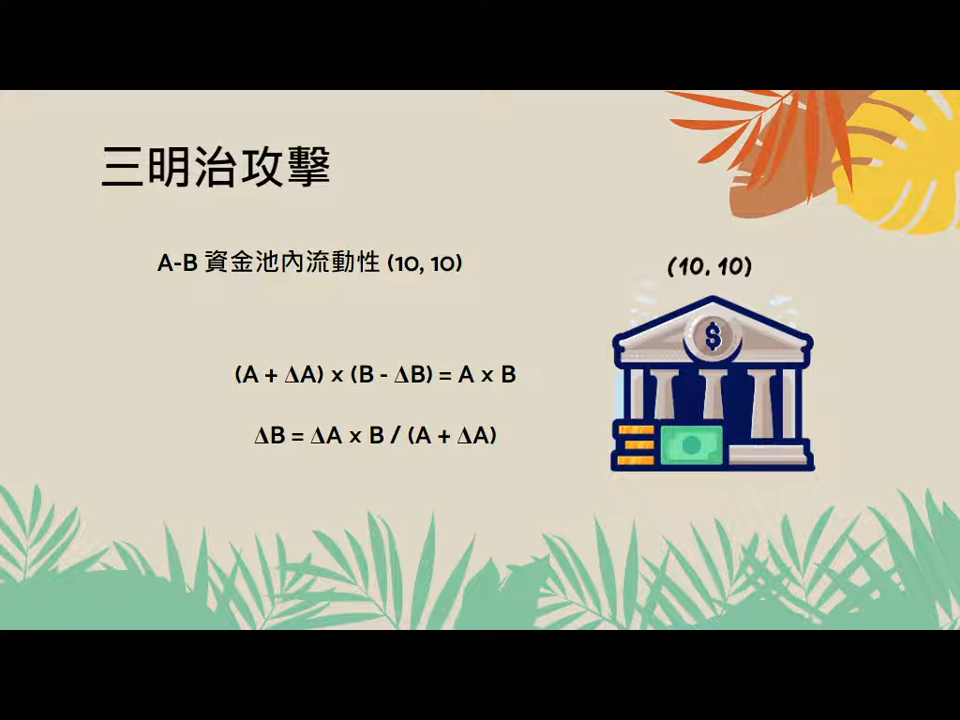 三明治攻擊
A-B 資金池內流動性 (10, 10)
(10, 10)
$
(A + ΔA) x (B - ΔB) = A x B
ΔB = ΔA x B / (A + ΔA)